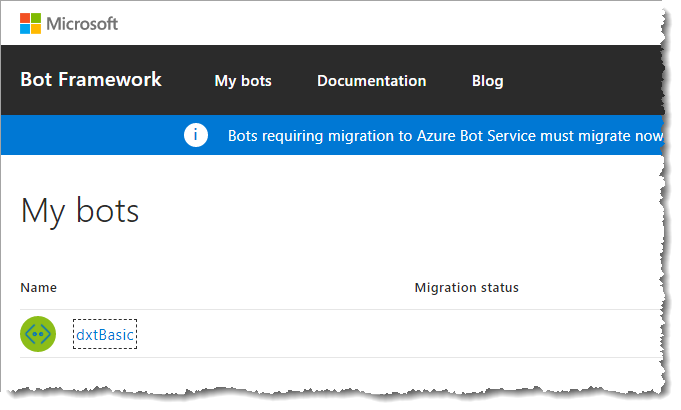 Microsoft
Bot Framework My bots Documentation Blog
i Bots requiring migration to Azure Bot Service must migrate now
My bots
Name Migration status
dxtBasic